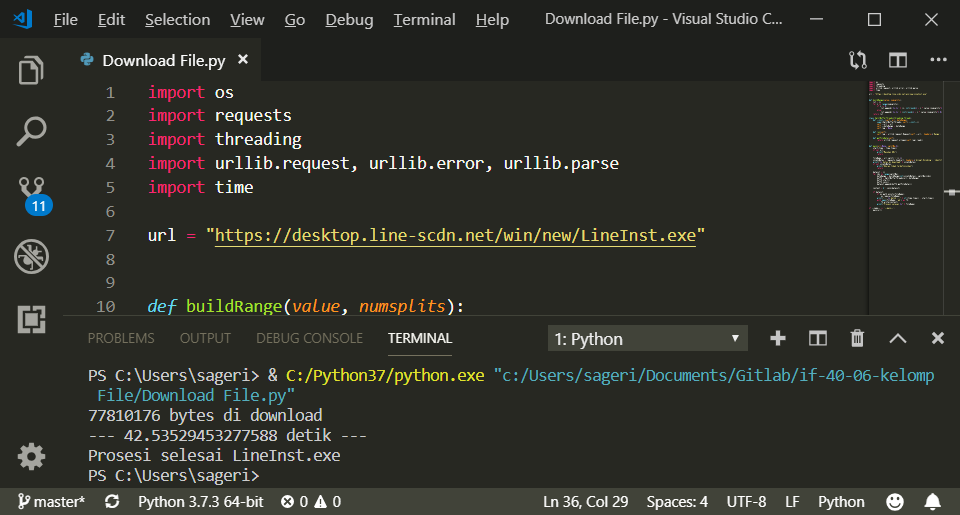 File Edit Selection View Go Debug Terminal Help Download File.py - Visual Studio C...
Download File.py
1 import os
2 import requests
3 import threading
4 import urllib.request, urllib.error, urllib.parse
5 import time
6
7 url = "https://desktop.line-scdn.net/win/new/LineInst.exe"
8
9
10 def buildRange(value, numsplits):
11
PROBLEMS OUTPUT DEBUG CONSOLE TERMINAL 1: Python
PS C:\Users\sageri> & C:/Python37/python.exe "c:/Users/sageri/Documents/Gitlab/if-40-06-kelomp
File/Download File.py"
77810176 bytes di download
--- 42.53529453277588 detik ---
Prosesi selesai LineInst.exe
PS C:\Users\sageri>
master* Python 3.7.3 64-bit 0 0 Ln 36, Col 29 Spaces: 4 UTF-8 LF Python